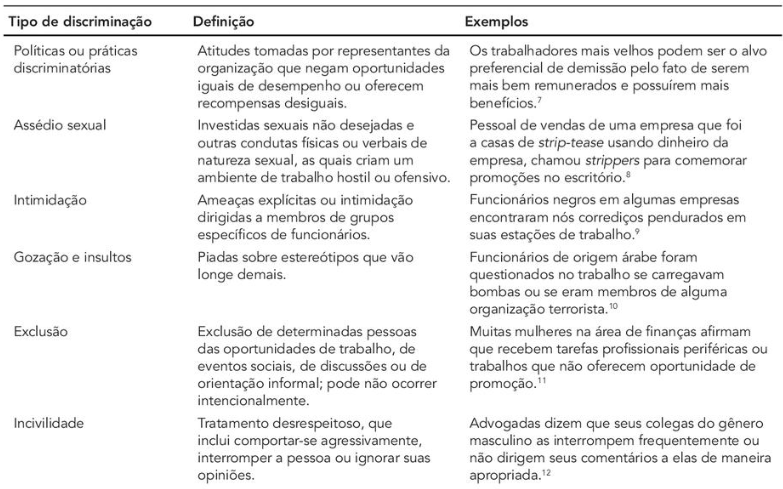 Tipo de discriminação Definição Exemplos
Políticas ou práticas
discriminatórias
Atitudes tomadas por representantes da
organização que negam oportunidades
iguais de desempenho ou oferecem
recompensas desiguais.
Os trabalhadores mais velhos podem ser o alvo
preferencial de demissão pelo fato de serem
mais bem remunerados e possuírem mais
benefícios.⁷
Assédio sexual
Investidas sexuais não desejadas e
outras condutas físicas ou verbais de
natureza sexual, as quais criam um
ambiente de trabalho hostil ou ofensivo.
Pessoal de vendas de uma empresa que foi
a casas de strip-tease usando dinheiro da
empresa, chamou strippers para comemorar
promoções no escritório.⁸
Intimidação
Ameaças explícitas ou intimidação
dirigidas a membros de grupos
específicos de funcionários.
Funcionários negros em algumas empresas
encontraram nós corrediços pendurados em
suas estações de trabalho.⁹
Gozação e insultos
Piadas sobre estereótipos que vão
longe demais.
Funcionários de origem árabe foram
questionados no trabalho se carregavam
bombas ou se eram membros de alguma
organização terrorista.¹⁰
Exclusão
Exclusão de determinadas pessoas
das oportunidades de trabalho, de
eventos sociais, de discussões ou de
orientação informal; pode não ocorrer
intencionalmente.
Muitas mulheres na área de finanças afirmam
que recebem tarefas profissionais periféricas ou
trabalhos que não oferecem oportunidade de
promoção.¹¹
Incivilidade
Tratamento desrespeitoso, que
inclui comportar-se agressivamente,
interromper a pessoa ou ignorar suas
opiniões.
Advogadas dizem que seus colegas do gênero
masculino as interrompem frequentemente ou
não dirigem seus comentários a elas de maneira
apropriada.¹²